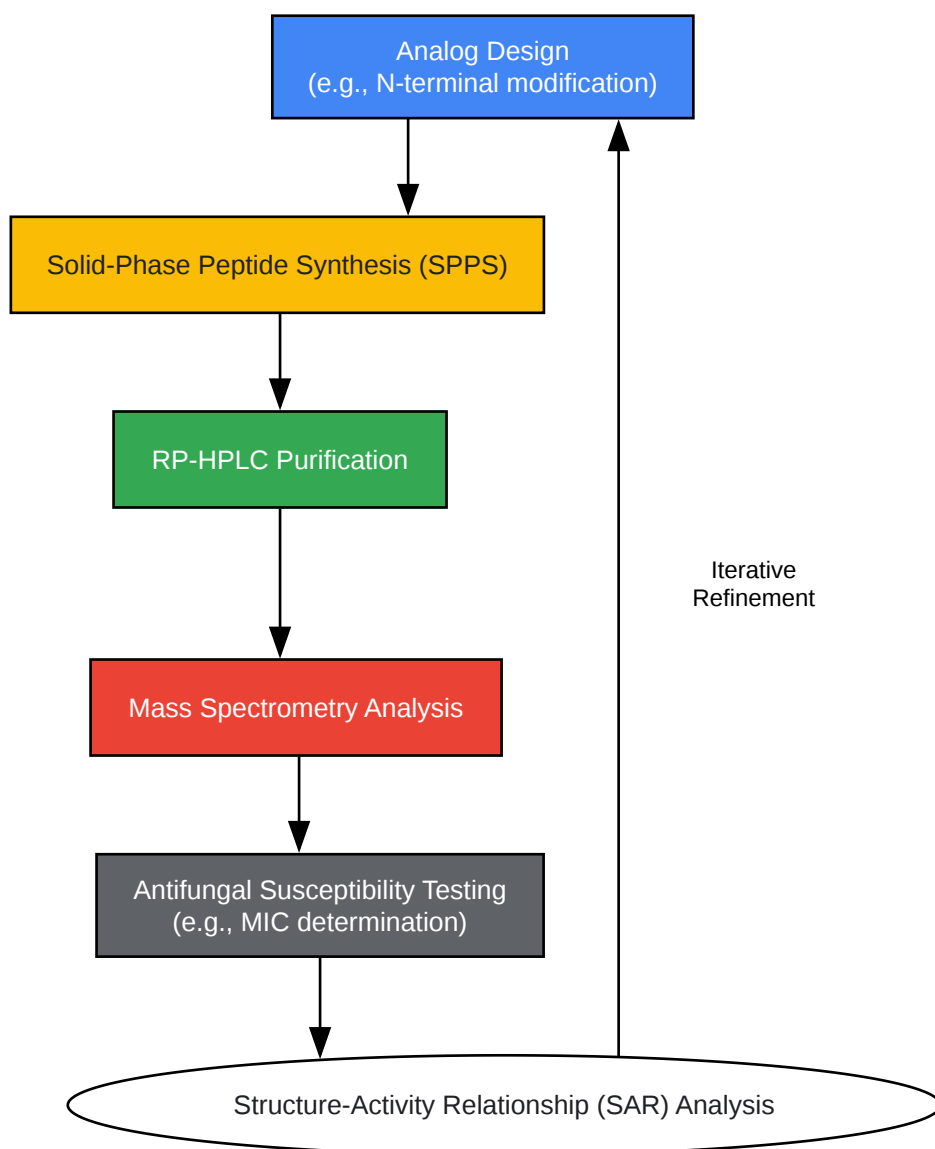 Analog Design
(e.g., N-terminal modification)
Solid-Phase Peptide Synthesis (SPPS)
RP-HPLC Purification
Iterative
Refinement
Mass Spectrometry Analysis
Antifungal Susceptibility Testing
(e.g., MIC determination)
Structure-Activity Relationship (SAR) Analysis